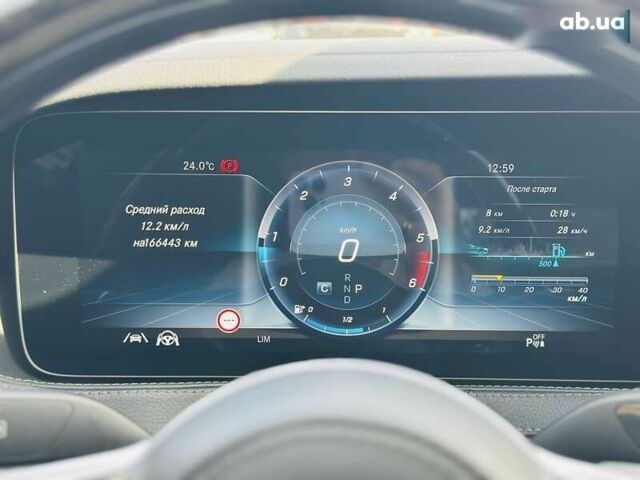 ab.ua
24.0°C
12:59
Средний расход
12.2 км/л
на166443 км
После старта
8 км 0:18 ч
9.2 км/л 28 км/ч
км
500
0 10 20 30 40
км/л
0 1 2 3 4 5 6
km/h
0
R
N
D
C
P
0 1/2 1
LIM
OFF
P